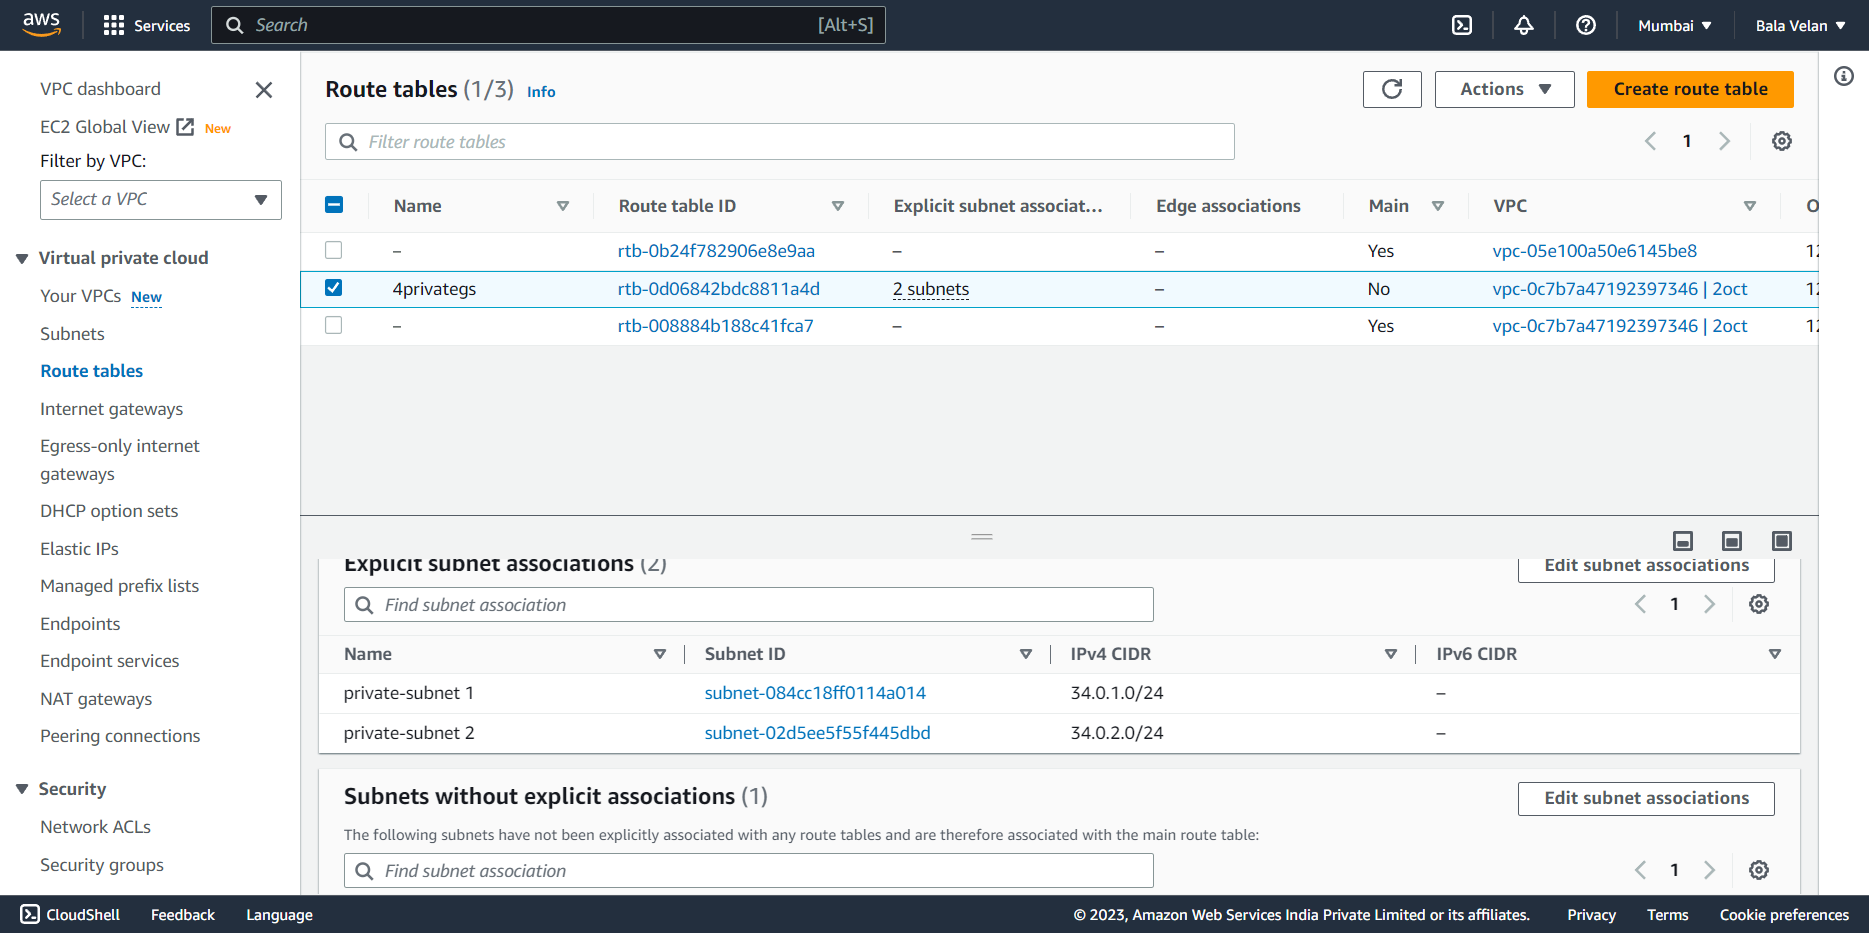 aws Services Search [Alt+S] Mumbai Bala Velan
VPC dashboard
EC2 Global View New
Filter by VPC:
Select a VPC
Virtual private cloud
Your VPCs New
Subnets
Route tables
Internet gateways
Egress-only internet
gateways
DHCP option sets
Elastic IPs
Managed prefix lists
Endpoints
Endpoint services
NAT gateways
Peering connections
Security
Network ACLs
Security groups
Route tables (1/3) Info Actions Create route table
Filter route tables 1
Name Route table ID Explicit subnet associat... Edge associations Main VPC O
– rtb-0b24f782906e8e9aa – – Yes vpc-05e100a50e6145be8 12
4privategs rtb-0d06842bdc8811a4d 2 subnets – No vpc-0c7b7a47192397346 | 2oct 12
– rtb-008884b188c41fca7 – – Yes vpc-0c7b7a47192397346 | 2oct 12
Explicit subnet associations (2) Edit subnet associations
Find subnet association 1
Name Subnet ID IPv4 CIDR IPv6 CIDR
private-subnet 1 subnet-084cc18ff0114a014 34.0.1.0/24 –
private-subnet 2 subnet-02d5ee5f55f445dbd 34.0.2.0/24 –
Subnets without explicit associations (1) Edit subnet associations
The following subnets have not been explicitly associated with any route tables and are therefore associated with the main route table:
Find subnet association 1
CloudShell Feedback Language © 2023, Amazon Web Services India Private Limited or its affiliates. Privacy Terms Cookie preferences